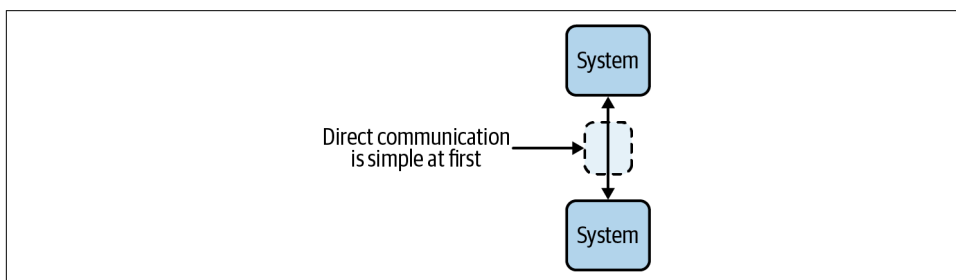 System
Direct communication
is simple at first
System